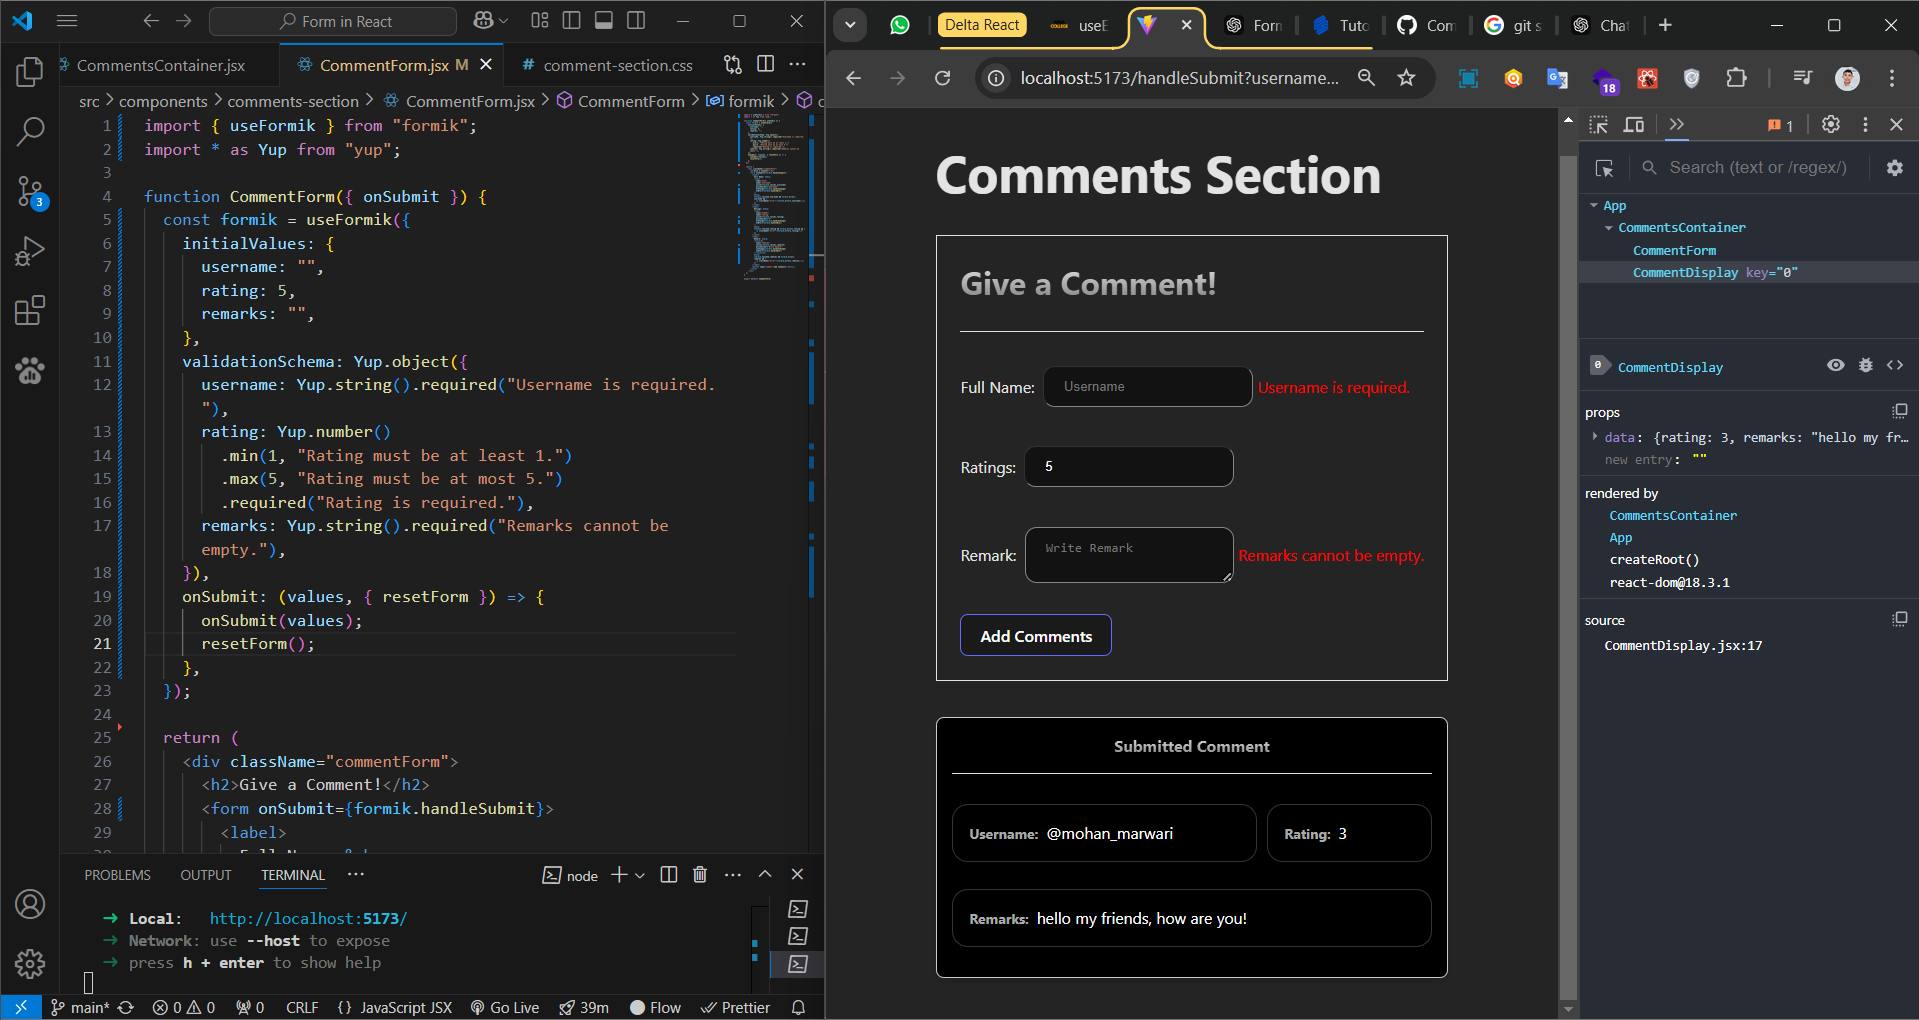 Form in React
CommentsContainer.jsx
CommentForm.jsx M
# comment-section.css
src > components > comments-section > CommentForm.jsx > CommentForm > formik >
1 import { useFormik } from "formik";
2 import * as Yup from "yup";
3
4 function CommentForm({ onSubmit }) {
5 const formik = useFormik({
6 initialValues: {
7 username: "",
8 rating: 5,
9 remarks: "",
10 },
11 validationSchema: Yup.object({
12 username: Yup.string().required("Username is required.
"),
13 rating: Yup.number()
14 .min(1, "Rating must be at least 1.")
15 .max(5, "Rating must be at most 5.")
16 .required("Rating is required."),
17 remarks: Yup.string().required("Remarks cannot be
empty."),
18 }),
19 onSubmit: (values, { resetForm }) => {
20 onSubmit(values);
21 resetForm();
22 },
23 });
24
25 return (
26 <div className="commentForm">
27 <h2>Give a Comment!</h2>
28 <form onSubmit={formik.handleSubmit}>
29 <label>
3
PROBLEMS OUTPUT TERMINAL ··· node
➜ Local: http://localhost:5173/
➜ Network: use --host to expose
➜ press h + enter to show help
main* 0 0 0 CRLF {} JavaScript JSX Go Live 39m Flow Prettier
Delta React
useE
Form
Tuto
Com
git s
Chat
localhost:5173/handleSubmit?username...
18
Comments Section
Give a Comment!
Full Name: Username Username is required.
Ratings: 5
Remark: Write Remark Remarks cannot be empty.
Add Comments
Submitted Comment
Username: @mohan_marwari Rating: 3
Remarks: hello my friends, how are you!
1
Search (text or /regex/)
App
CommentsContainer
CommentForm
CommentDisplay key="0"
0 CommentDisplay
props
data: {rating: 3, remarks: "hello my fr…
new entry: ""
rendered by
CommentsContainer
App
createRoot()
react-dom@18.3.1
source
CommentDisplay.jsx:17